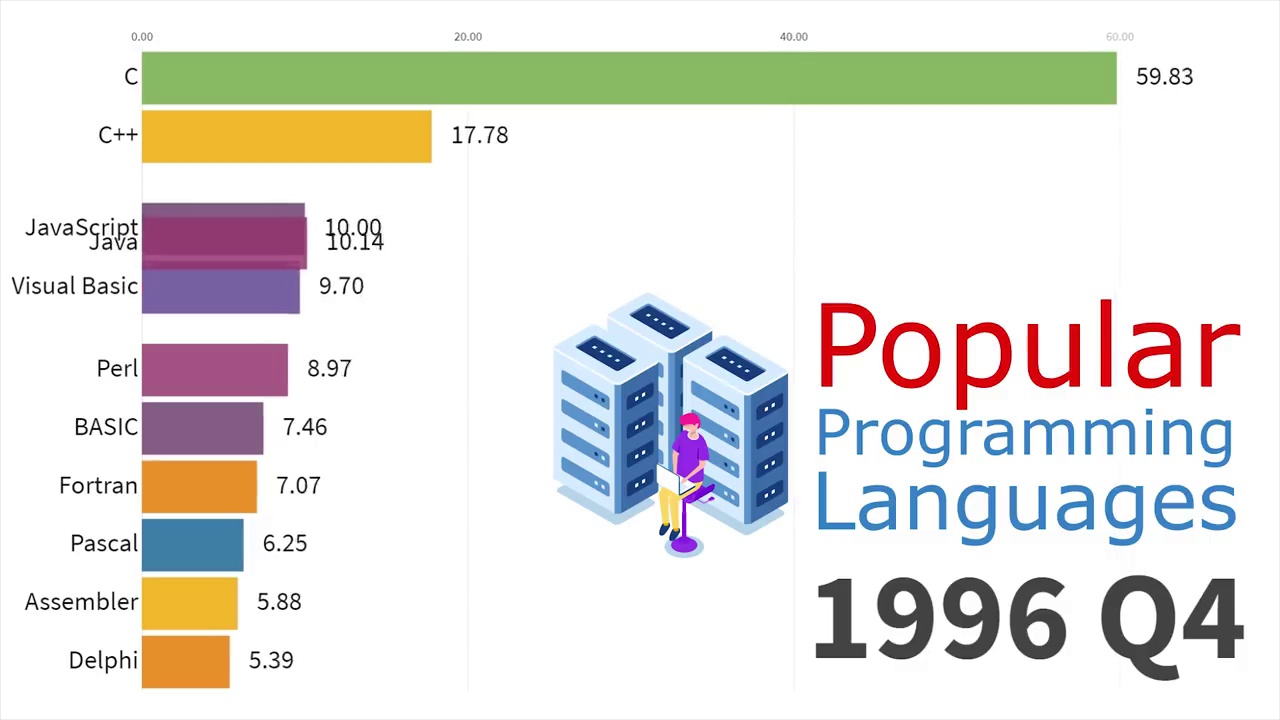 0.00 20.00 40.00 60.00
C 59.83
C++ 17.78
JavaScript 10.00
Java 10.14
Visual Basic 9.70
Perl 8.97
BASIC 7.46
Fortran 7.07
Pascal 6.25
Assembler 5.88
Delphi 5.39
Popular
Programming
Languages
1996 Q4